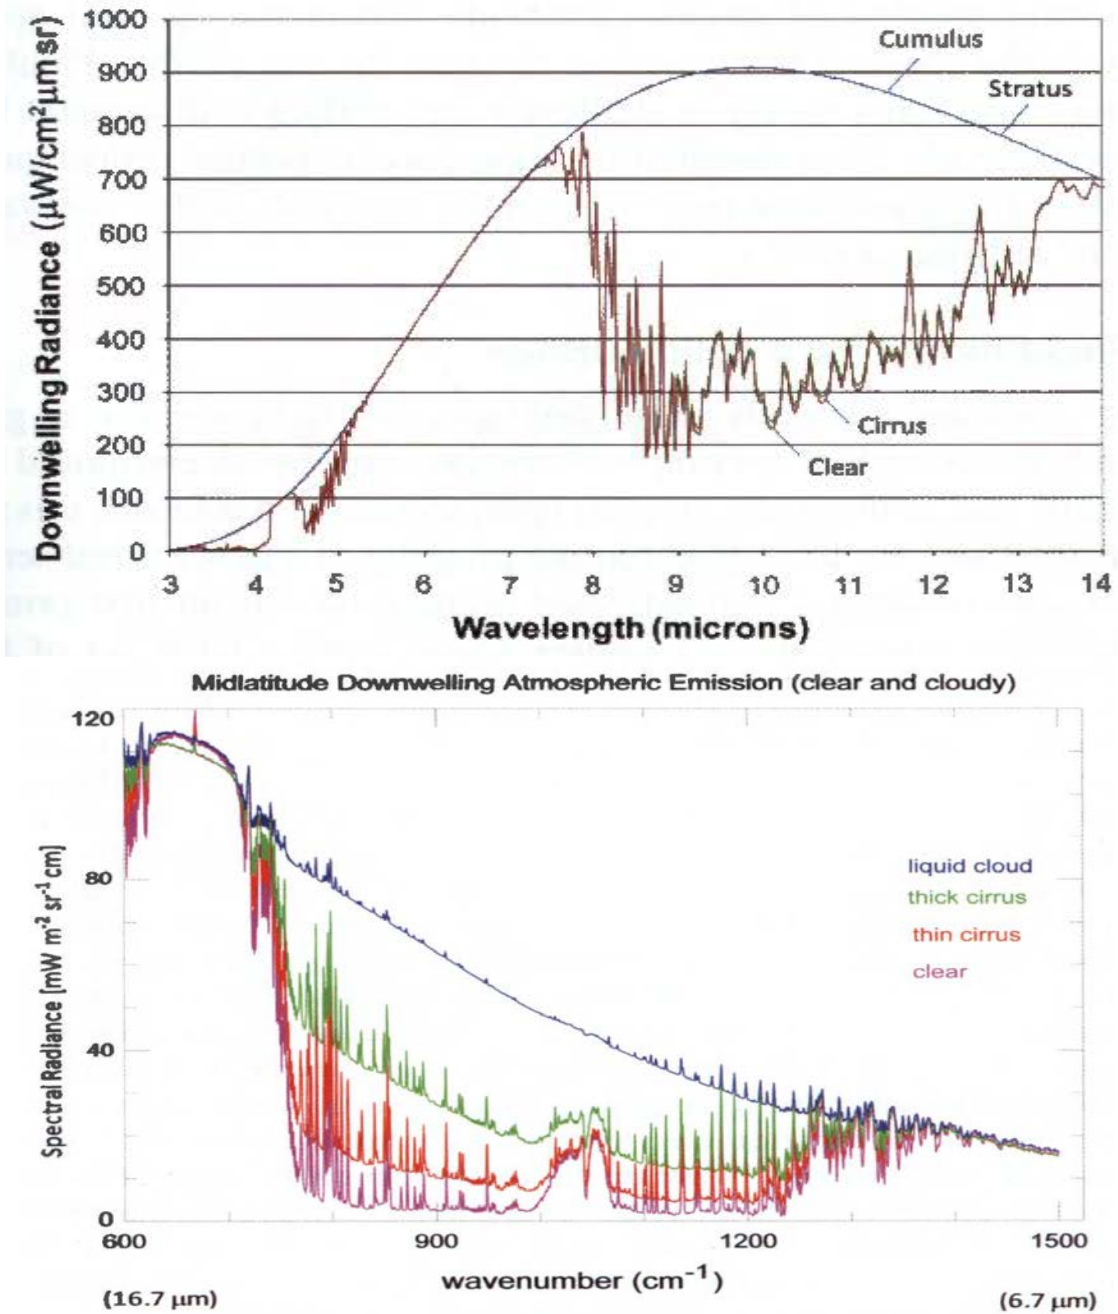 1000
900
800
700
600
500
400
300
200
100
0
Downwelling Radiance (µW/cm²µm sr)
Cumulus
Stratus
Cirrus
Clear
3 4 5 6 7 8 9 10 11 12 13 14
Wavelength (microns)
Midlatitude Downwelling Atmospheric Emission (clear and cloudy)
120
80
40
0
Spectral Radiance [mW m⁻² sr⁻¹ cm]
liquid cloud
thick cirrus
thin cirrus
clear
600 900 1200 1500
wavenumber (cm⁻¹)
(16.7 µm) (6.7 µm)